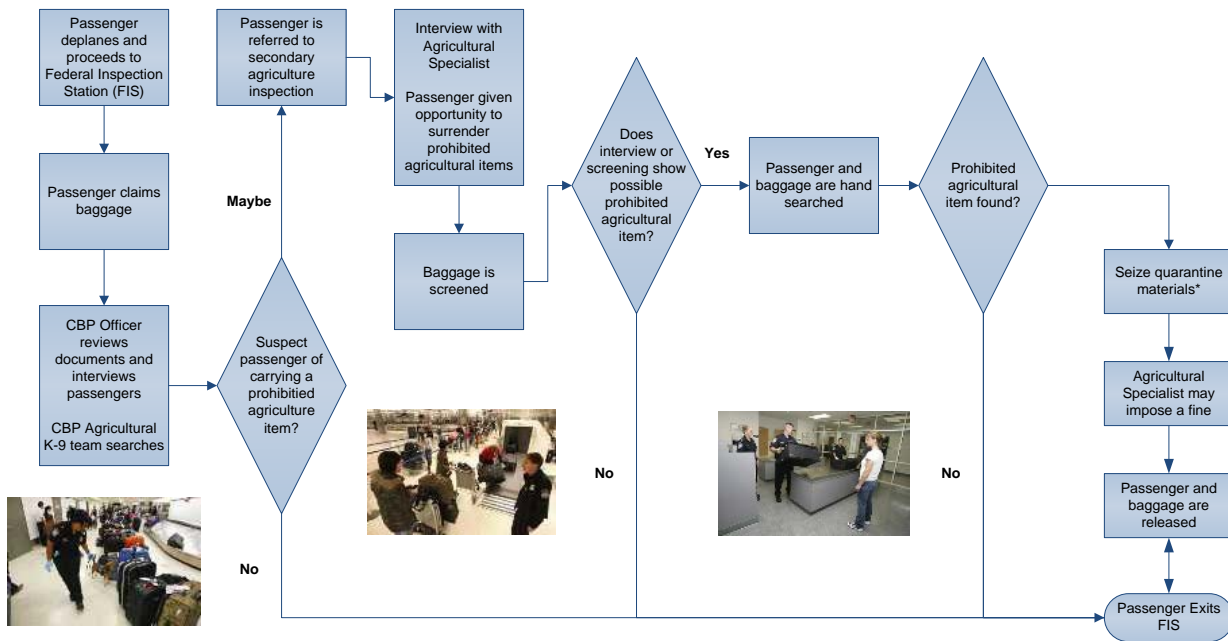 Passenger
deplanes and
proceeds to
Federal Inspection
Station (FIS)
Passenger claims
baggage
CBP Officer
reviews
documents and
interviews
passengers
CBP Agricultural
K-9 team searches
Suspect
passenger of
carrying a
prohibitied
agriculture
item?
Maybe
No
Passenger is
referred to
secondary
agriculture
inspection
Interview with
Agricultural
Specialist
Passenger given
opportunity to
surrender
prohibited
agricultural items
Baggage is
screened
Does
interview or
screening show
possible
prohibited
agricultural
item?
Yes
No
Passenger and
baggage are hand
searched
Prohibited
agricultural
item found?
No
Seize quarantine
materials*
Agricultural
Specialist may
impose a fine
Passenger and
baggage are
released
Passenger Exits
FIS